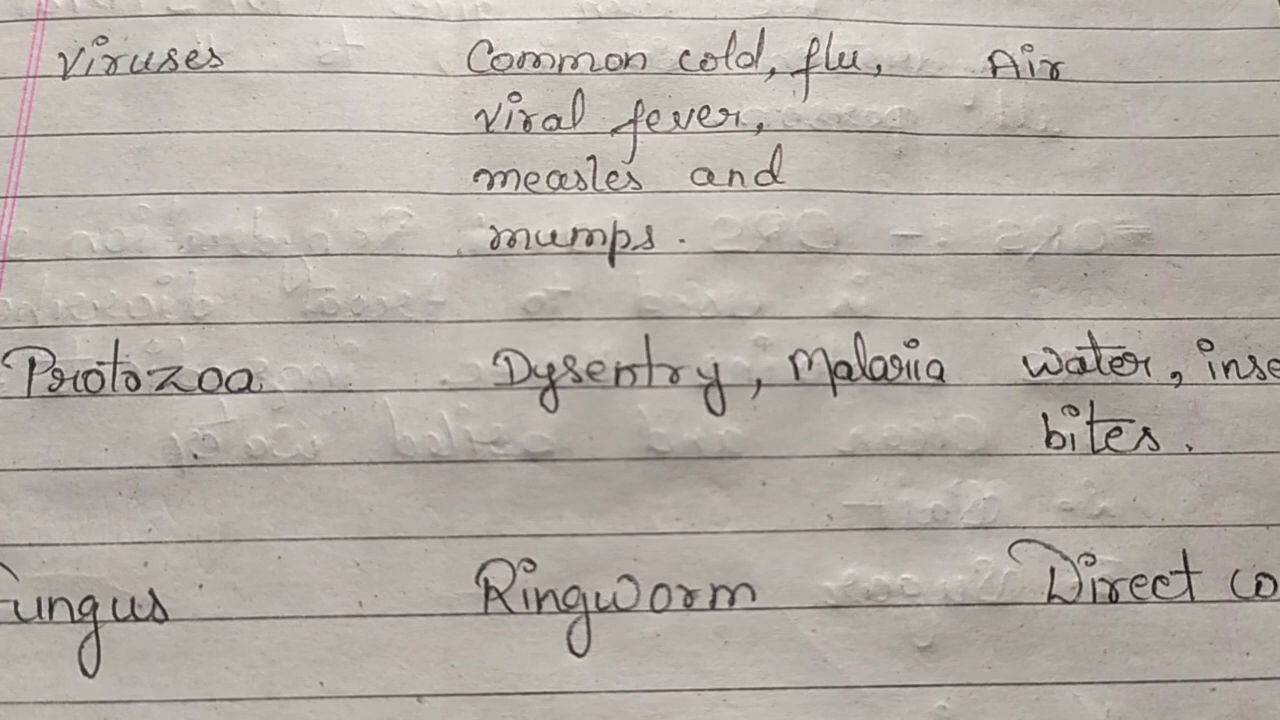 Viruses Common cold, flu, Air
viral fever,
measles and
mumps.
Protozoa Dysentry, Malaria water, inse
bites.
Fungus Ringworm Direct co